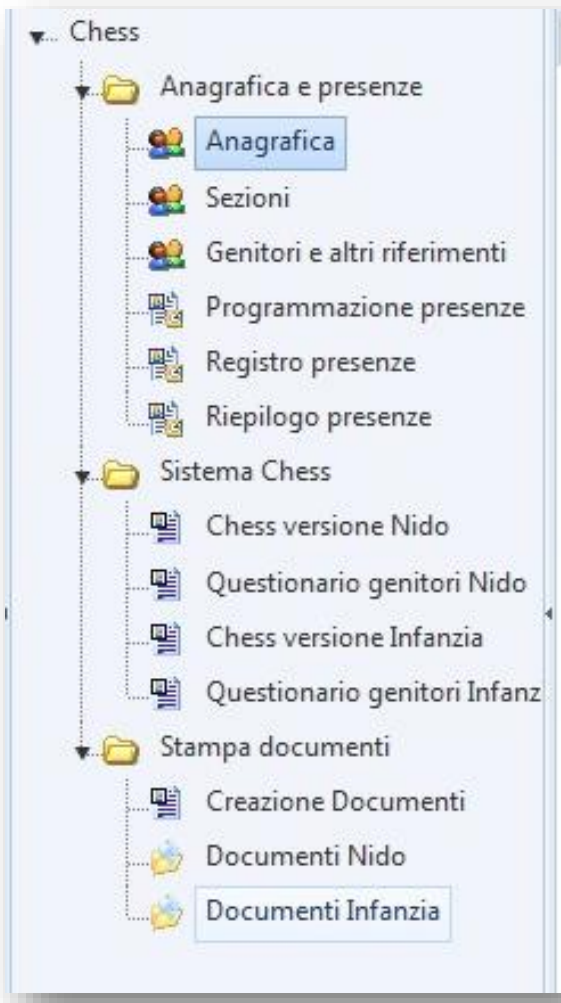 Chess
Anagrafica e presenze
Anagrafica
Sezioni
Genitori e altri riferimenti
Programmazione presenze
Registro presenze
Riepilogo presenze
Sistema Chess
Chess versione Nido
Questionario genitori Nido
Chess versione Infanzia
Questionario genitori Infanz
Stampa documenti
Creazione Documenti
Documenti Nido
Documenti Infanzia